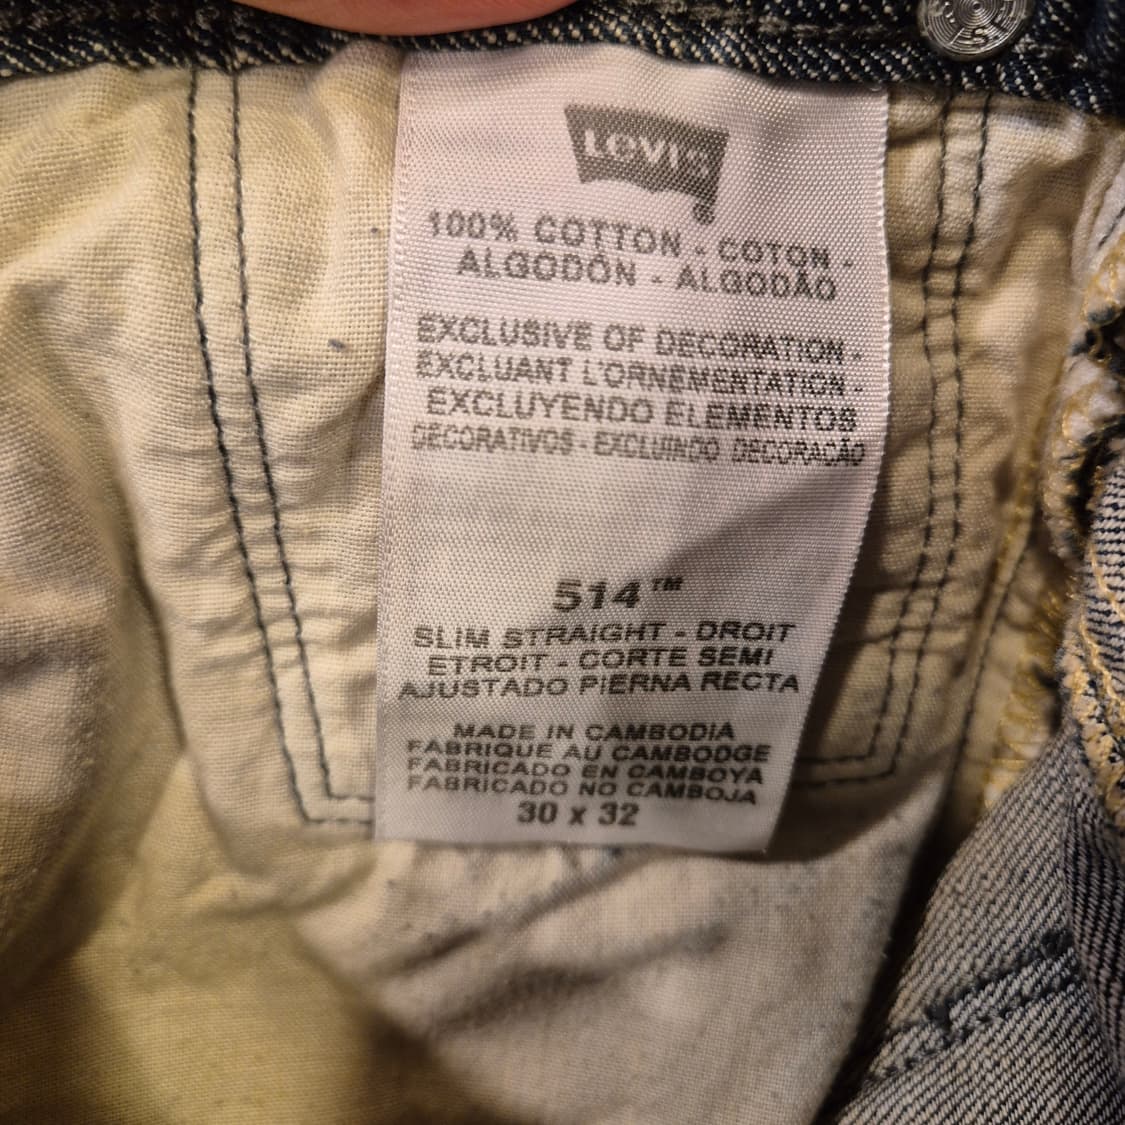 Levi's
100% COTTON - COTON -
ALGODÓN - ALGODÃO
EXCLUSIVE OF DECORATION -
EXCLUANT L'ORNEMENTATION -
EXCLUYENDO ELEMENTOS
DECORATIVOS - EXCLUINDO DECORAÇÃO
514™
SLIM STRAIGHT - DROIT
ETROIT - CORTE SEMI
AJUSTADO PIERNA RECTA
MADE IN CAMBODIA
FABRIQUE AU CAMBODGE
FABRICADO EN CAMBOYA
FABRICADO NO CAMBOJA
30 x 32